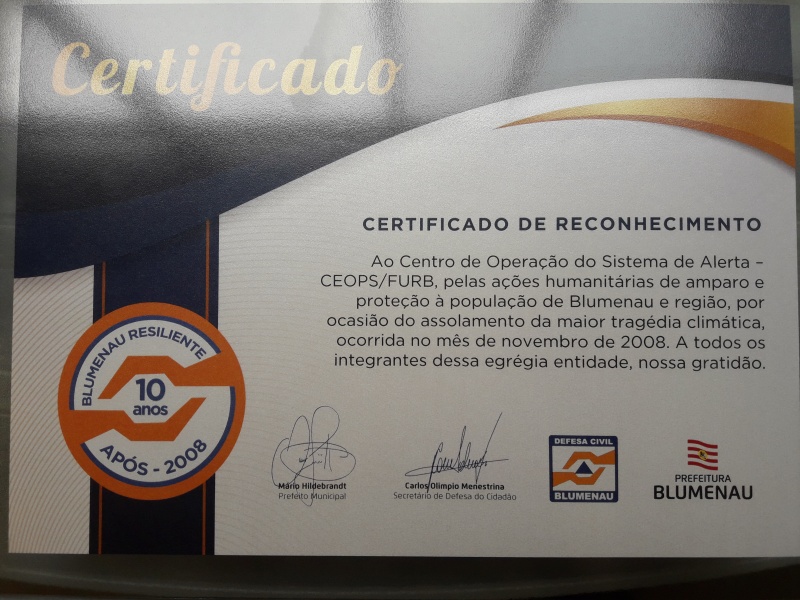 Certificado
CERTIFICADO DE RECONHECIMENTO
Ao Centro de Operação do Sistema de Alerta –
CEOPS/FURB, pelas ações humanitárias de amparo e
proteção à população de Blumenau e região, por
ocasião do assolamento da maior tragédia climática,
ocorrida no mês de novembro de 2008. A todos os
integrantes dessa egrégia entidade, nossa gratidão.
BLUMENAU RESILIENTE
10
anos
APÓS - 2008
Mário Hildebrandt
Prefeito Municipal
Carlos Olimpio Menestrina
Secretário de Defesa do Cidadão
DEFESA CIVIL
BLUMENAU
PREFEITURA
BLUMENAU